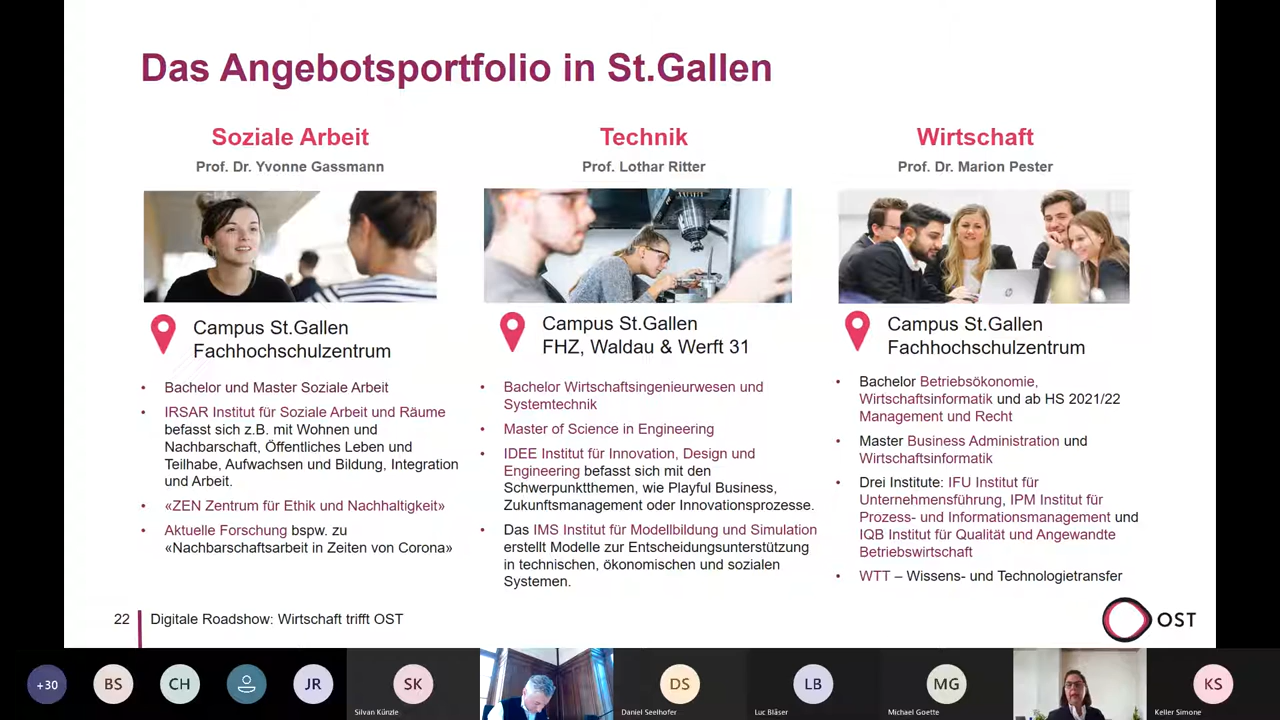 Das Angebotsportfolio in St.Gallen
Soziale Arbeit
Prof. Dr. Yvonne Gassmann
Campus St.Gallen
Fachhochschulzentrum
• Bachelor und Master Soziale Arbeit
• IRSAR Institut für Soziale Arbeit und Räume
befasst sich z.B. mit Wohnen und
Nachbarschaft, Öffentliches Leben und
Teilhabe, Aufwachsen und Bildung, Integration
und Arbeit.
• «ZEN Zentrum für Ethik und Nachhaltigkeit»
• Aktuelle Forschung bspw. zu
«Nachbarschaftsarbeit in Zeiten von Corona»
Technik
Prof. Lothar Ritter
Campus St.Gallen
FHZ, Waldau & Werft 31
• Bachelor Wirtschaftsingenieurwesen und
Systemtechnik
• Master of Science in Engineering
• IDEE Institut für Innovation, Design und
Engineering befasst sich mit den
Schwerpunktthemen, wie Playful Business,
Zukunftsmanagement oder Innovationsprozesse.
• Das IMS Institut für Modellbildung und Simulation
erstellt Modelle zur Entscheidungsunterstützung
in technischen, ökonomischen und sozialen
Systemen.
Wirtschaft
Prof. Dr. Marion Pester
Campus St.Gallen
Fachhochschulzentrum
• Bachelor Betriebsökonomie,
Wirtschaftsinformatik und ab HS 2021/22
Management und Recht
• Master Business Administration und
Wirtschaftsinformatik
• Drei Institute: IFU Institut für
Unternehmensführung, IPM Institut für
Prozess- und Informationsmanagement und
IQB Institut für Qualität und Angewandte
Betriebswirtschaft
• WTT – Wissens- und Technologietransfer
22 Digitale Roadshow: Wirtschaft trifft OST
OST
+30
BS
CH
JR
SK
Silvan Künzle
DS
Daniel Seelhofer
LB
Luc Bläser
MG
Michael Goette
KS
Keller Simone